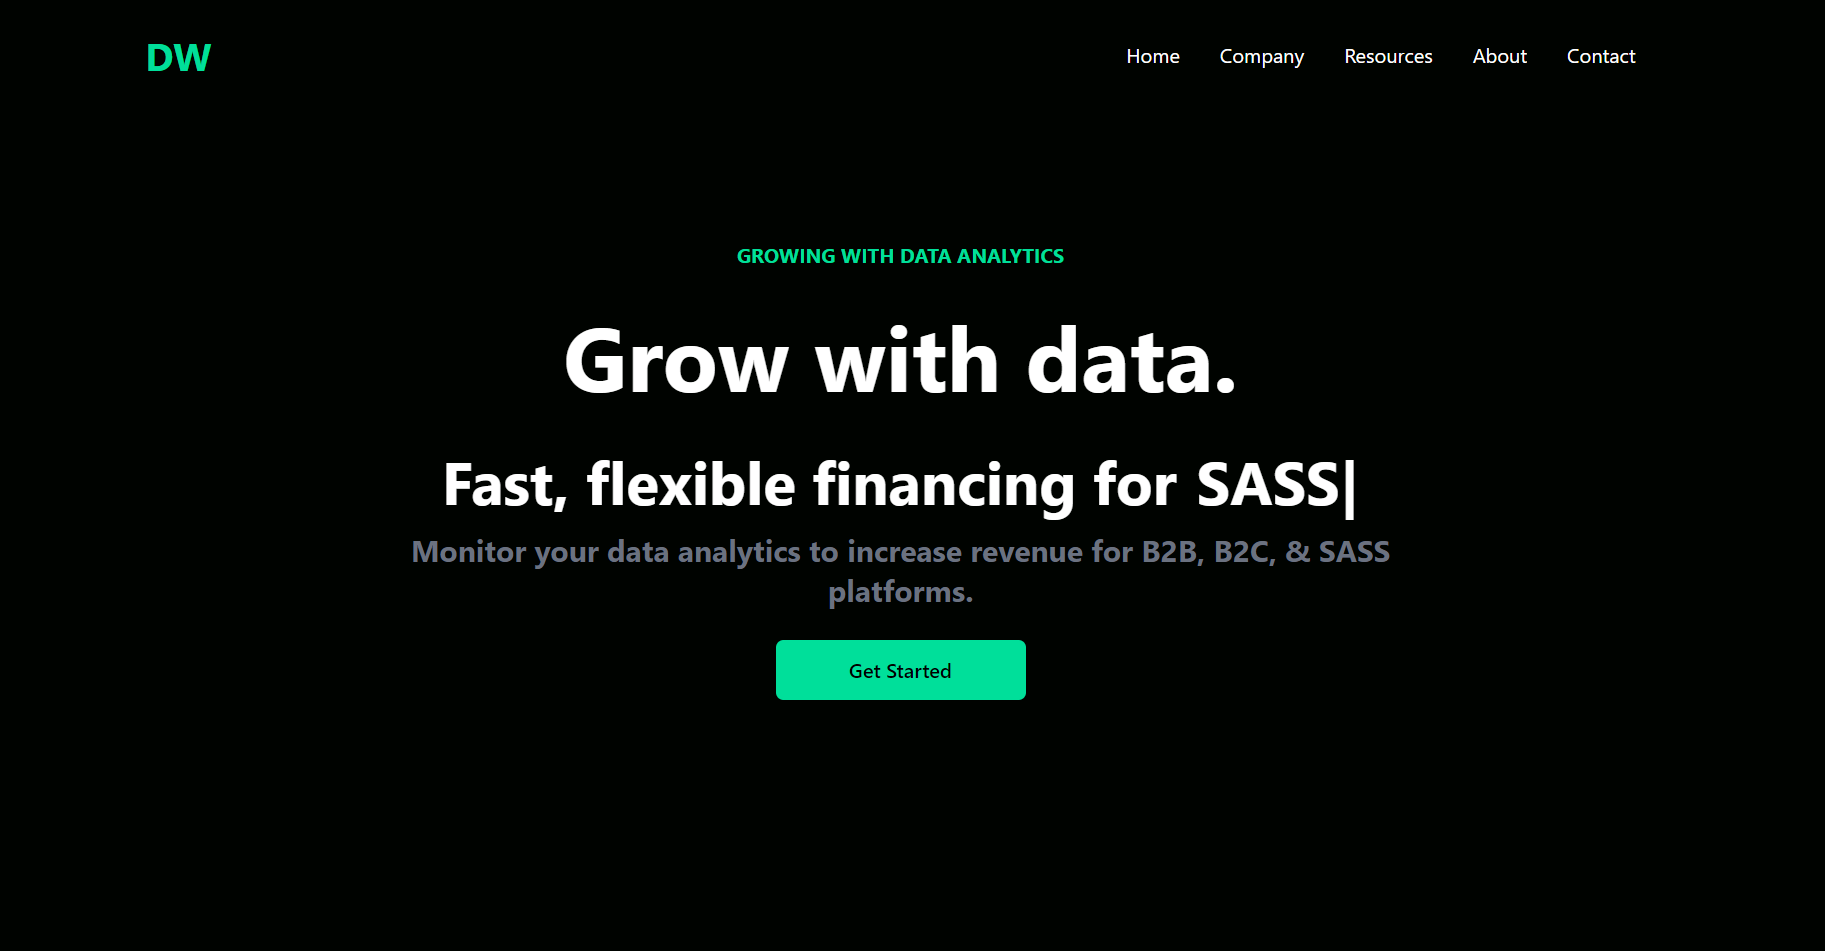 DW
Home Company Resources About Contact
GROWING WITH DATA ANALYTICS
Grow with data.
Fast, flexible financing for SASS|
Monitor your data analytics to increase revenue for B2B, B2C, & SASS
platforms.
Get Started